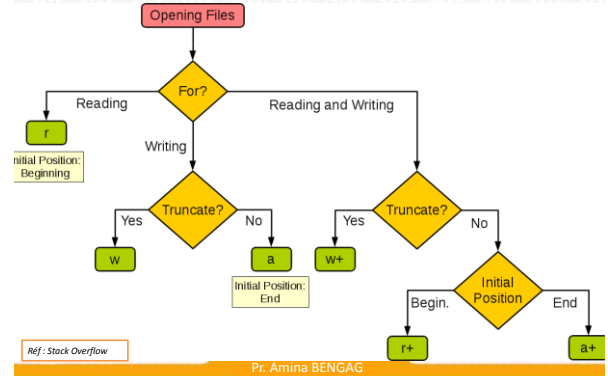 Opening Files
For?
Reading
Reading and Writing
r
Writing
Initial Position:
Beginning
Truncate?
Truncate?
Yes
No
Yes
No
w
a
w+
Initial
Position
Initial Position:
End
Begin.
End
r+
a+
Réf : Stack Overflow
Pr. Amina BENGAG